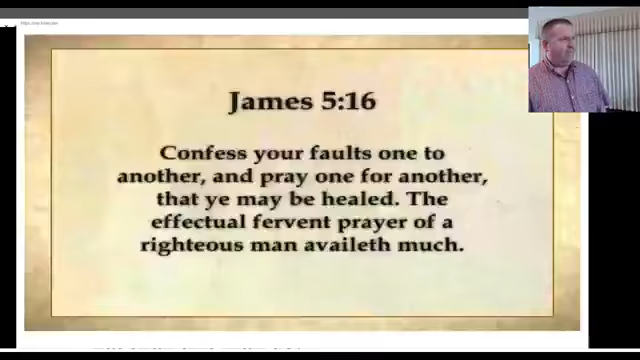 James 5:16
Confess your faults one to
another, and pray one for another,
that ye may be healed. The
effectual fervent prayer of a
righteous man availeth much.